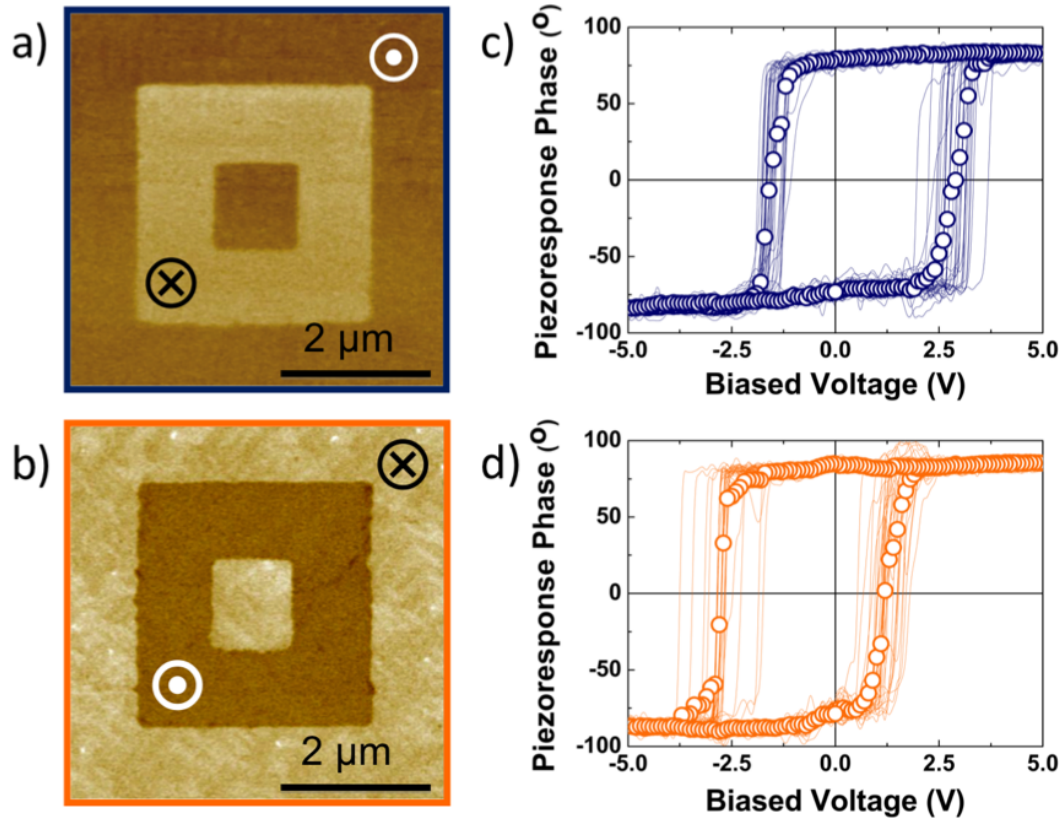 a)
2 μm
b)
2 μm
c)
Piezoresponse Phase (°)
100
50
0
-50
-100
-5.0 -2.5 0.0 2.5 5.0
Biased Voltage (V)
d)
Piezoresponse Phase (°)
100
50
0
-50
-100
-5.0 -2.5 0.0 2.5 5.0
Biased Voltage (V)